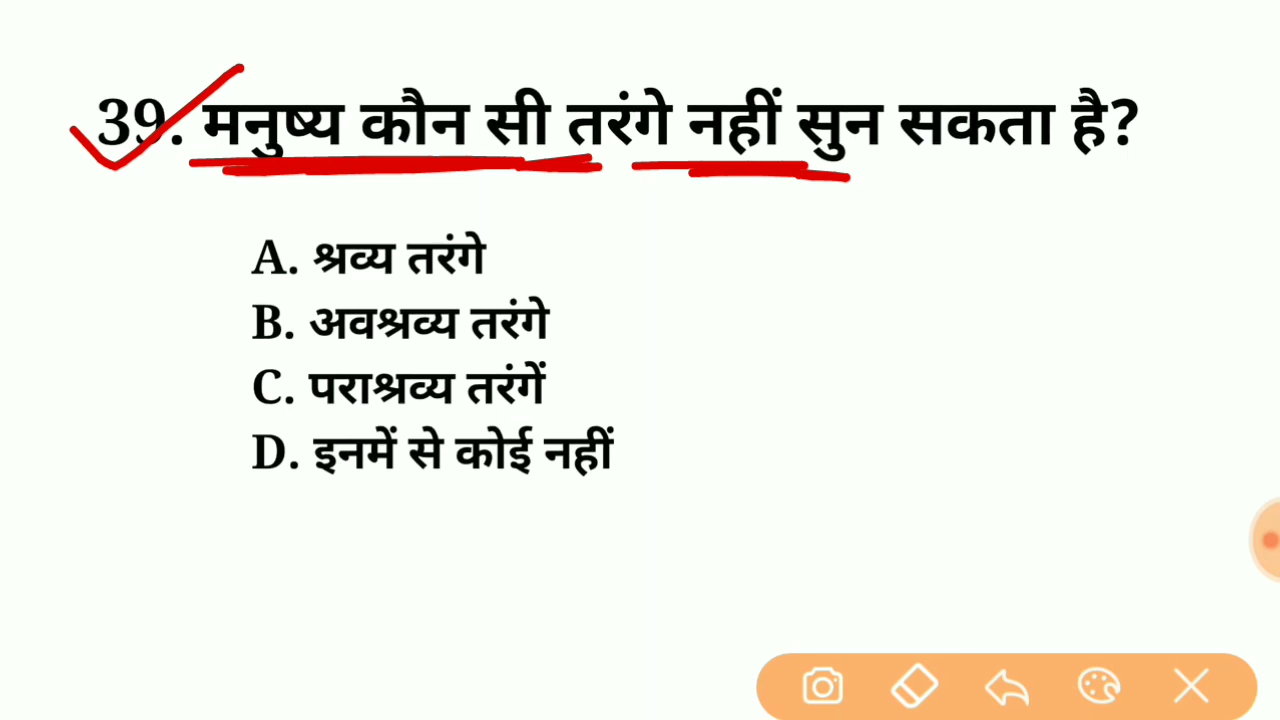 39. मनुष्य कौन सी तरंगे नहीं सुन सकता है?
A. श्रव्य तरंगे
B. अवश्रव्य तरंगे
C. पराश्रव्य तरंगें
D. इनमें से कोई नहीं